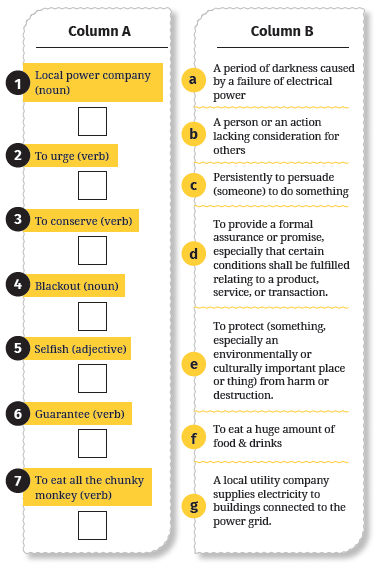 Column A
1 Local power company
(noun)
2 To urge (verb)
3 To conserve (verb)
4 Blackout (noun)
5 Selfish (adjective)
6 Guarantee (verb)
7 To eat all the chunky
monkey (verb)
Column B
a A period of darkness caused
by a failure of electrical
power
b A person or an action
lacking consideration for
others
c Persistently to persuade
(someone) to do something
d To provide a formal
assurance or promise,
especially that certain
conditions shall be fulfilled
relating to a product,
service, or transaction.
e To protect (something,
especially an
environmentally or
culturally important place
or thing) from harm or
destruction.
f To eat a huge amount of
food & drinks
g A local utility company
supplies electricity to
buildings connected to the
power grid.